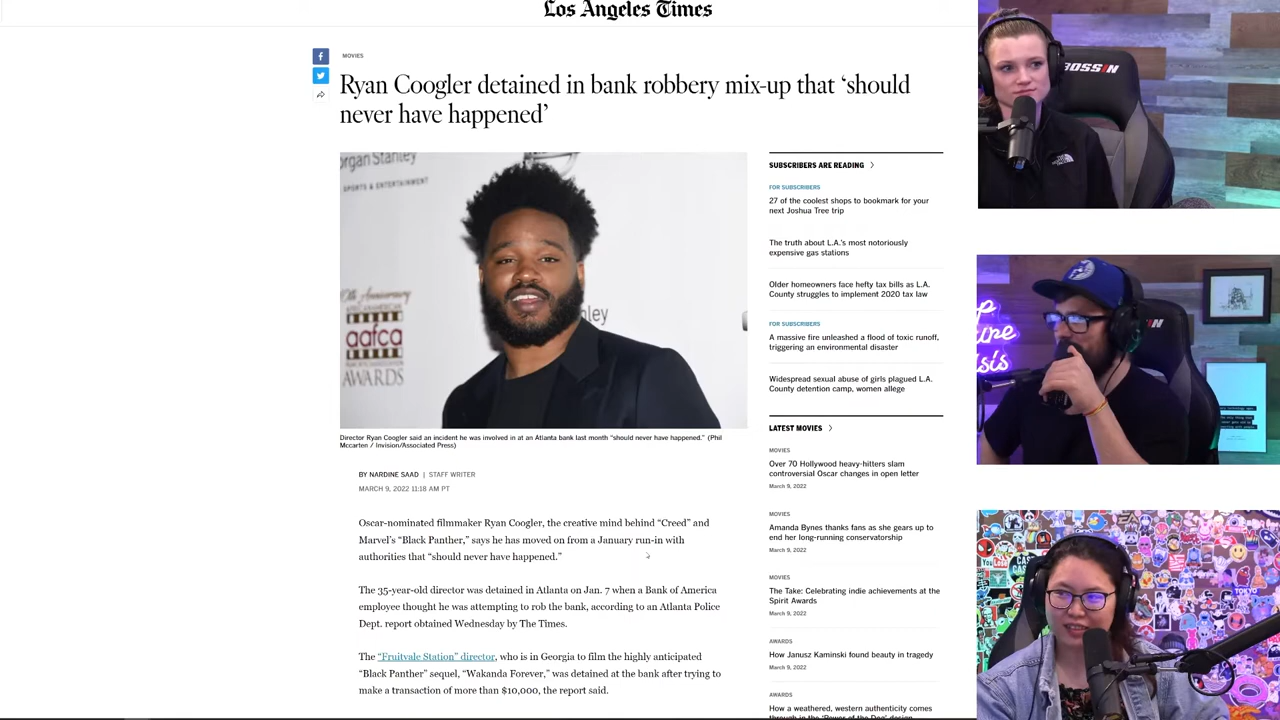 Los Angeles Times
MOVIES
Ryan Coogler detained in bank robbery mix-up that ‘should
never have happened’
organ Stanley
SPORTS & ENTERTAINMENT
Anniversary
aafca
AWARDS
nley
Director Ryan Coogler said an incident he was involved in at an Atlanta bank last month “should never have happened.” (Phil
Mccarten / Invision/Associated Press)
BY NARDINE SAAD | STAFF WRITER
MARCH 9, 2022 11:18 AM PT
Oscar-nominated filmmaker Ryan Coogler, the creative mind behind “Creed” and
Marvel’s “Black Panther,” says he has moved on from a January run-in with
authorities that “should never have happened.”
The 35-year-old director was detained in Atlanta on Jan. 7 when a Bank of America
employee thought he was attempting to rob the bank, according to an Atlanta Police
Dept. report obtained Wednesday by The Times.
The “Fruitvale Station” director, who is in Georgia to film the highly anticipated
“Black Panther” sequel, “Wakanda Forever,” was detained at the bank after trying to
make a transaction of more than $10,000, the report said.
SUBSCRIBERS ARE READING
FOR SUBSCRIBERS
27 of the coolest shops to bookmark for your
next Joshua Tree trip
The truth about L.A.’s most notoriously
expensive gas stations
Older homeowners face hefty tax bills as L.A.
County struggles to implement 2020 tax law
FOR SUBSCRIBERS
A massive fire unleashed a flood of toxic runoff,
triggering an environmental disaster
Widespread sexual abuse of girls plagued L.A.
County detention camp, women allege
LATEST MOVIES
MOVIES
Over 70 Hollywood heavy-hitters slam
controversial Oscar changes in open letter
March 9, 2022
MOVIES
Amanda Bynes thanks fans as she gears up to
end her long-running conservatorship
March 9, 2022
MOVIES
The Take: Celebrating indie achievements at the
Spirit Awards
March 9, 2022
AWARDS
How Janusz Kaminski found beauty in tragedy
March 9, 2022
AWARDS
How a weathered, western authenticity comes
through in the ‘Power of the Dog’ design